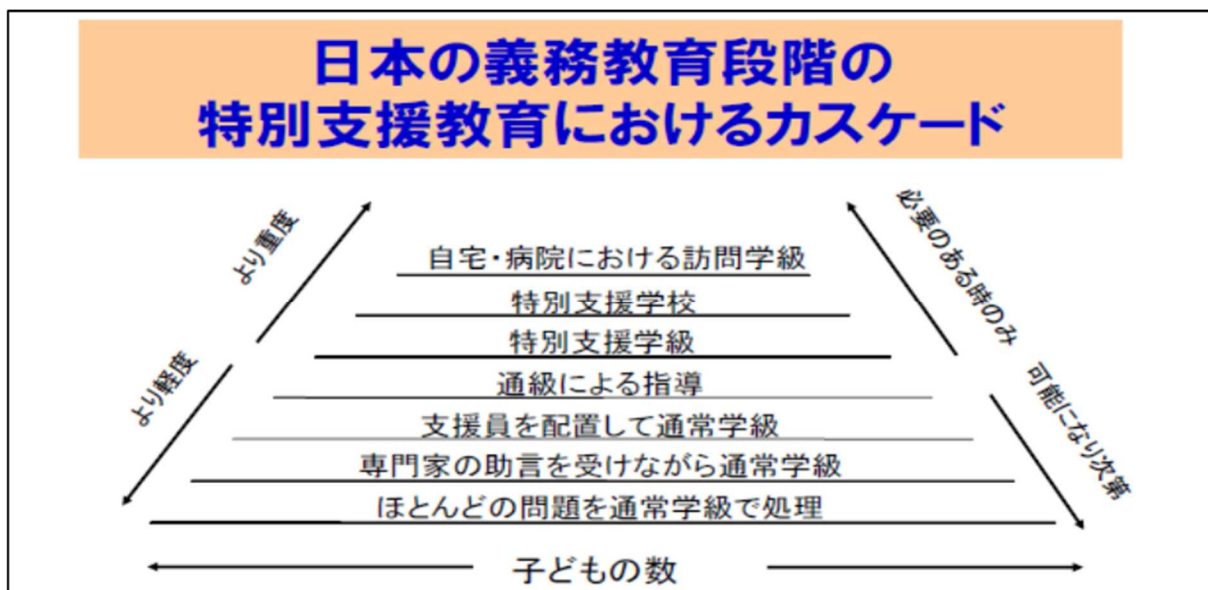 日本の義務教育段階の
特別支援教育におけるカスケード
より重度
必要のある時のみ
自宅・病院における訪問学級
特別支援学校
特別支援学級
より軽度
可能になり次第
通級による指導
支援員を配置して通常学級
専門家の助言を受けながら通常学級
ほとんどの問題を通常学級で処理
子どもの数